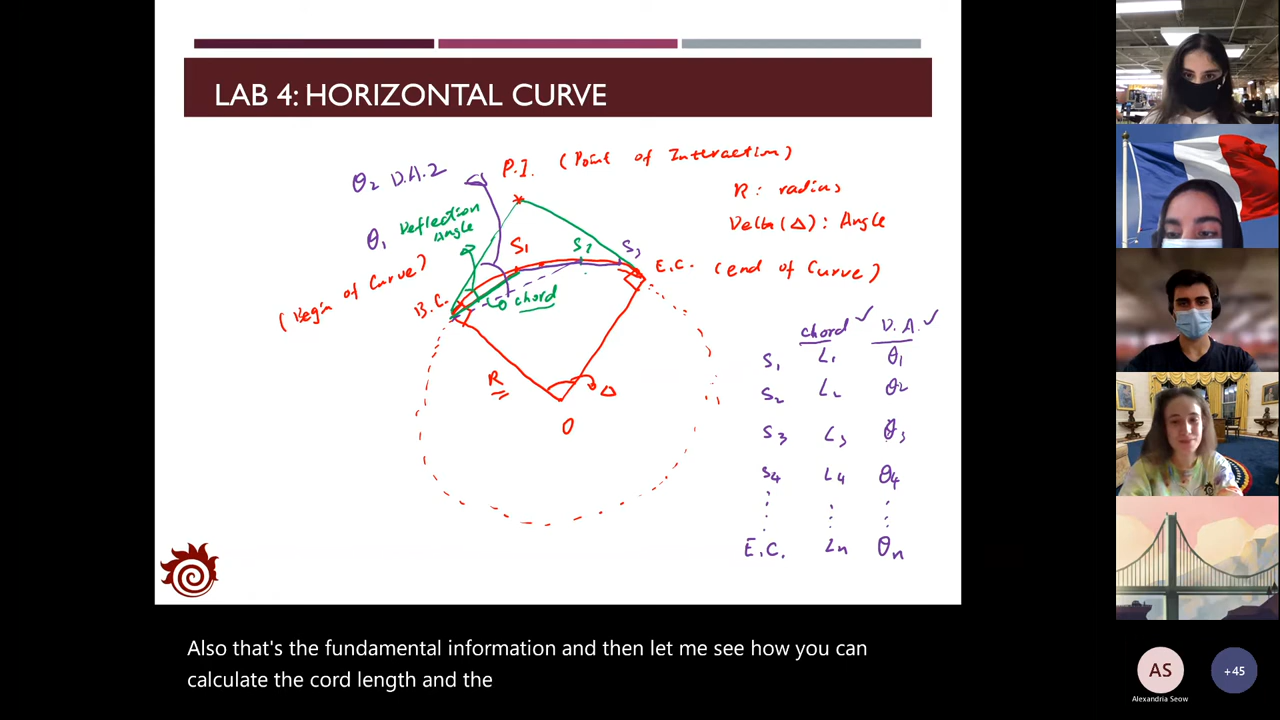 LAB 4: HORIZONTAL CURVE
θ2 D.A.2
P.I. (Point of Interaction)
R: radius
Delta (Δ): Angle
θ1 Deflection
Angle
S1
S2
S3
E.C. (end of Curve)
B.C.
(Begin of Curve)
chord
R
Δ
O
chord ✓ D.A. ✓
S1 L1 θ1
S2 L2 θ2
S3 L3 θ3
S4 L4 θ4
E.C. Ln θn
Also that's the fundamental information and then let me see how you can
calculate the cord length and the
AS
Alexandria Seow
+45